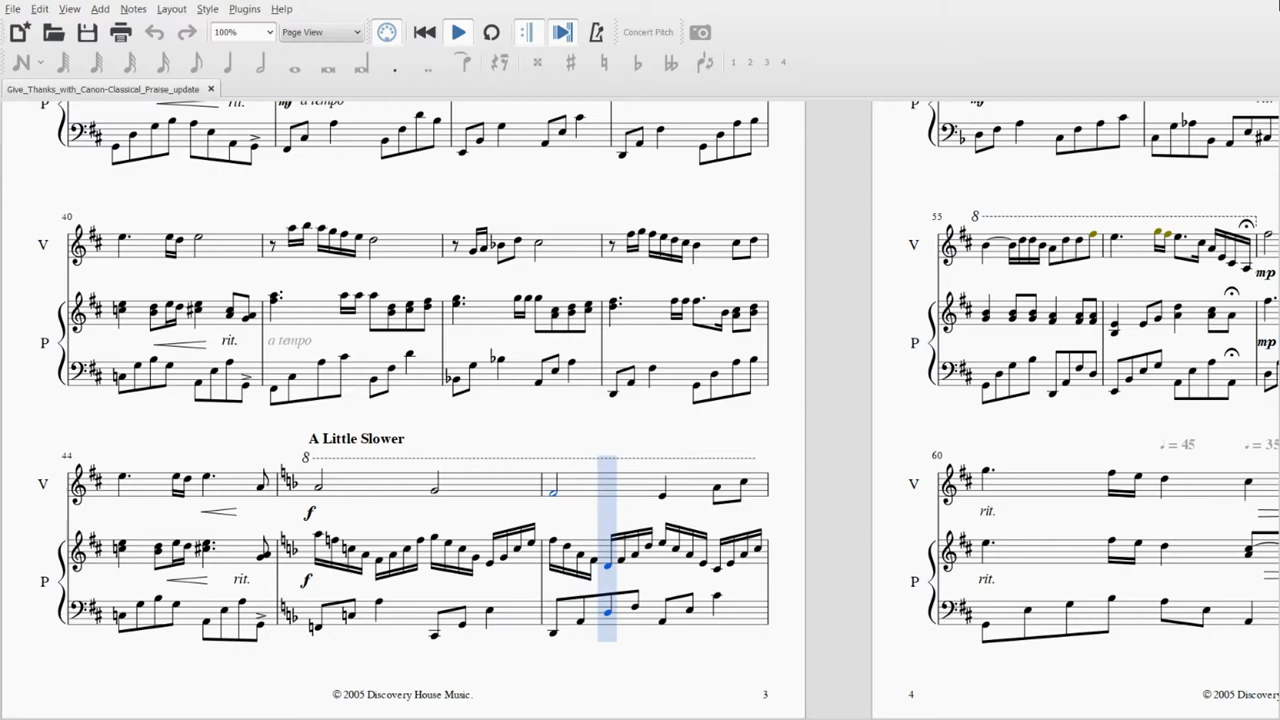 File Edit View Add Notes Layout Style Plugins Help
100% Page View Concert Pitch
1 2 3 4
Give_Thanks_with_Canon-Classical_Praise_update ×
P rit. mf a tempo
P mf
40
V
P rit. a tempo
55
8
V
mp
P mp
A Little Slower
44
8
V
f
P rit. f
= 45 = 35
60
V
rit.
P rit.
© 2005 Discovery House Music. 3
4 © 2005 Discovery